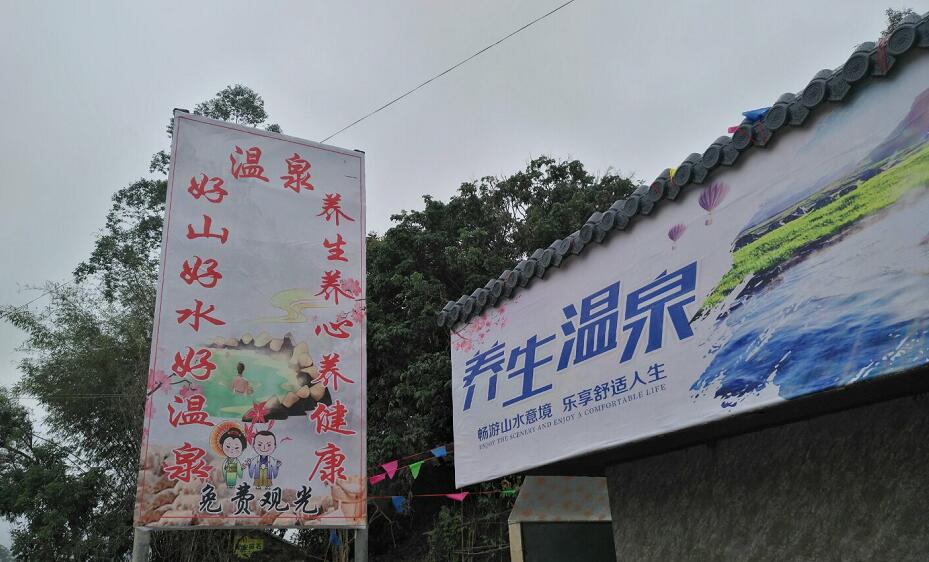 温泉
好山好水好温泉
养生养心养健康
免费观光
养生温泉
畅游山水意境 乐享舒适人生
ENJOY THE SCENERY AND ENJOY A COMFORTABLE LIFE